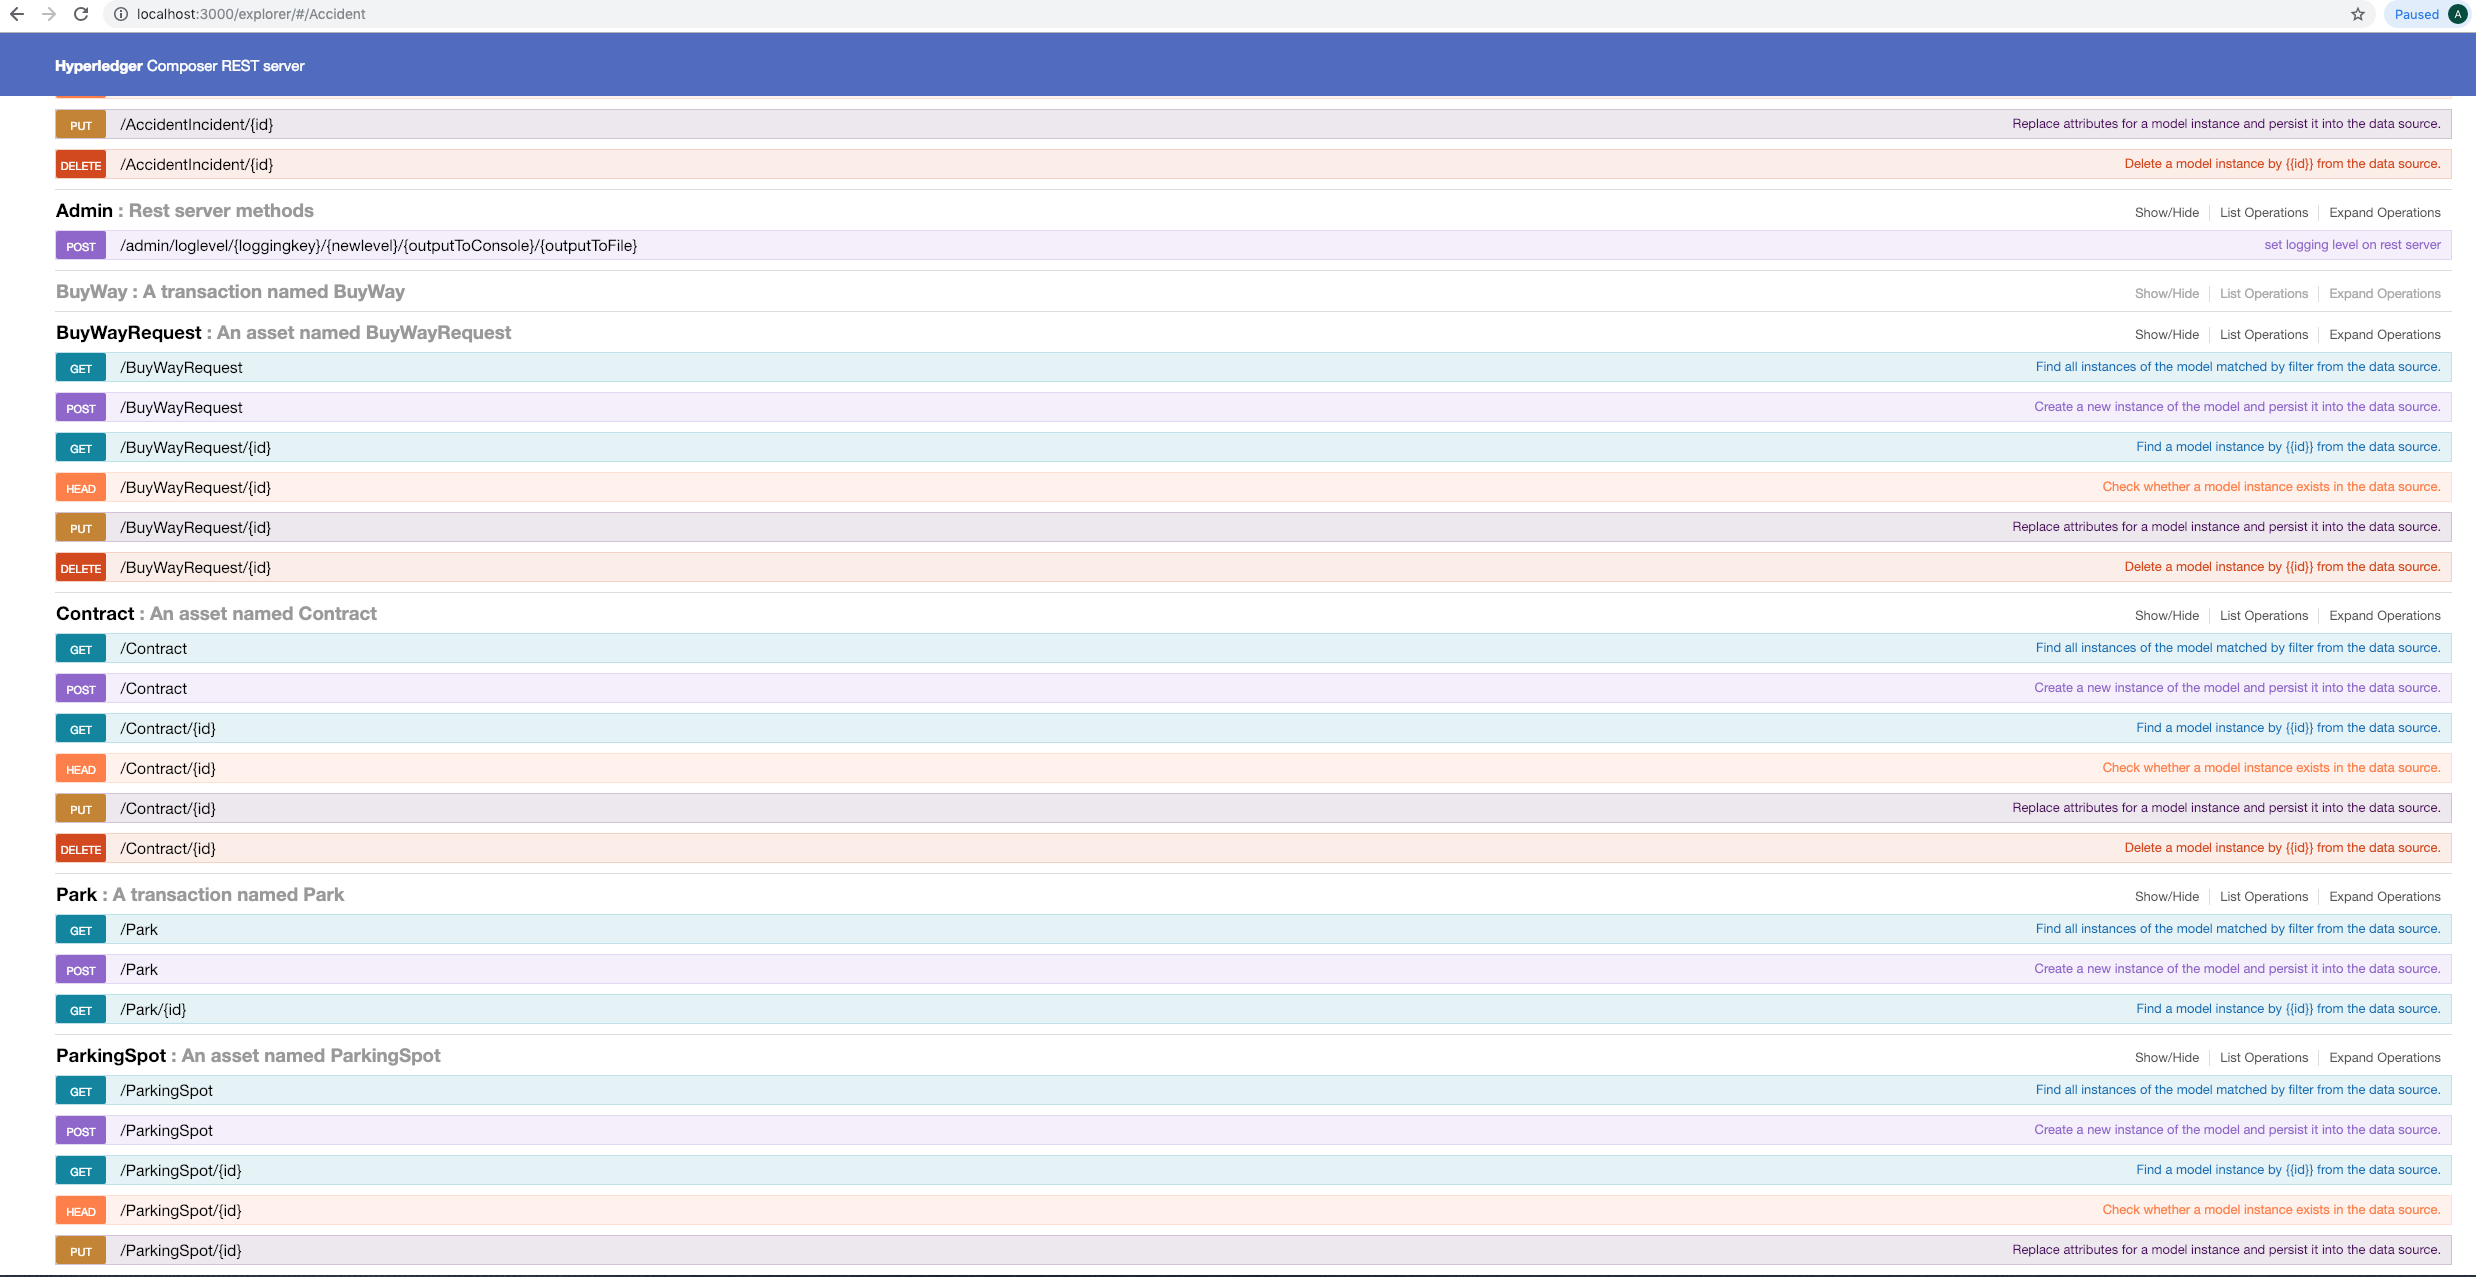 localhost:3000/explorer/#/Accident
Paused A
Hyperledger Composer REST server
PUT /AccidentIncident/{id} Replace attributes for a model instance and persist it into the data source.
DELETE /AccidentIncident/{id} Delete a model instance by {{id}} from the data source.
Admin : Rest server methods Show/Hide List Operations Expand Operations
POST /admin/loglevel/{loggingkey}/{newlevel}/{outputToConsole}/{outputToFile} set logging level on rest server
BuyWay : A transaction named BuyWay Show/Hide List Operations Expand Operations
BuyWayRequest : An asset named BuyWayRequest Show/Hide List Operations Expand Operations
GET /BuyWayRequest Find all instances of the model matched by filter from the data source.
POST /BuyWayRequest Create a new instance of the model and persist it into the data source.
GET /BuyWayRequest/{id} Find a model instance by {{id}} from the data source.
HEAD /BuyWayRequest/{id} Check whether a model instance exists in the data source.
PUT /BuyWayRequest/{id} Replace attributes for a model instance and persist it into the data source.
DELETE /BuyWayRequest/{id} Delete a model instance by {{id}} from the data source.
Contract : An asset named Contract Show/Hide List Operations Expand Operations
GET /Contract Find all instances of the model matched by filter from the data source.
POST /Contract Create a new instance of the model and persist it into the data source.
GET /Contract/{id} Find a model instance by {{id}} from the data source.
HEAD /Contract/{id} Check whether a model instance exists in the data source.
PUT /Contract/{id} Replace attributes for a model instance and persist it into the data source.
DELETE /Contract/{id} Delete a model instance by {{id}} from the data source.
Park : A transaction named Park Show/Hide List Operations Expand Operations
GET /Park Find all instances of the model matched by filter from the data source.
POST /Park Create a new instance of the model and persist it into the data source.
GET /Park/{id} Find a model instance by {{id}} from the data source.
ParkingSpot : An asset named ParkingSpot Show/Hide List Operations Expand Operations
GET /ParkingSpot Find all instances of the model matched by filter from the data source.
POST /ParkingSpot Create a new instance of the model and persist it into the data source.
GET /ParkingSpot/{id} Find a model instance by {{id}} from the data source.
HEAD /ParkingSpot/{id} Check whether a model instance exists in the data source.
PUT /ParkingSpot/{id} Replace attributes for a model instance and persist it into the data source.